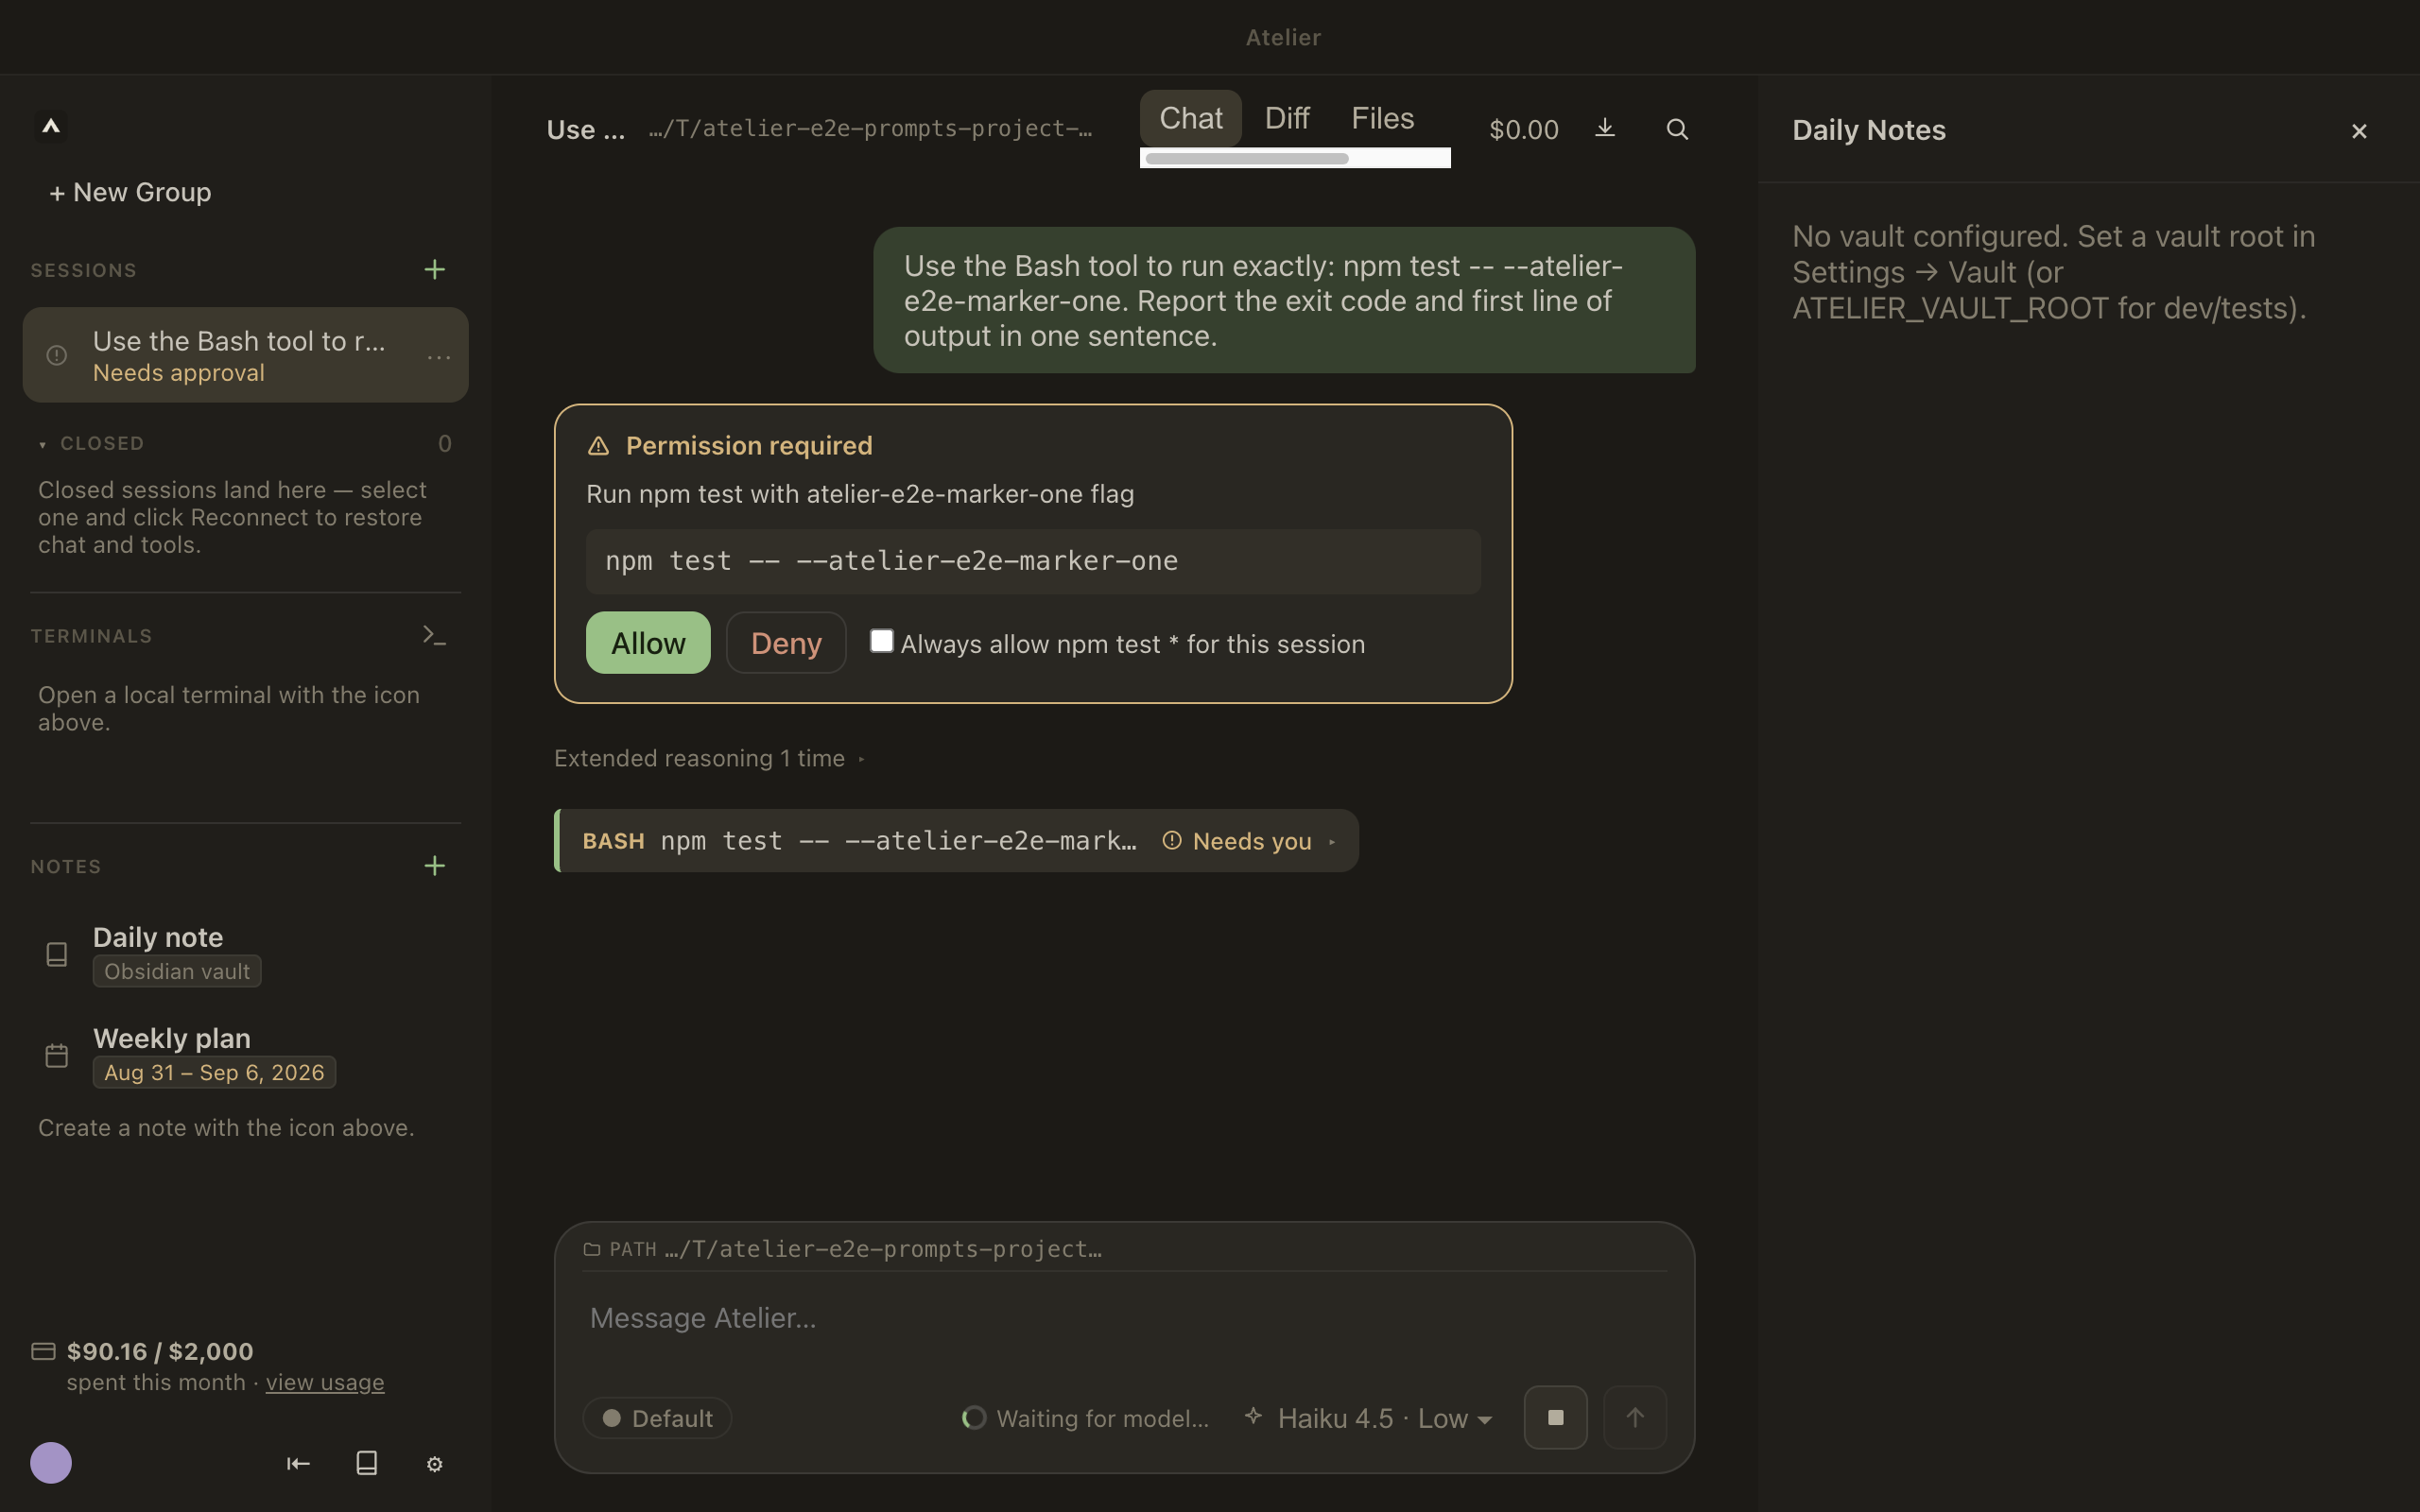 Atelier
+ New Group
SESSIONS
Use the Bash tool to r...
Needs approval
CLOSED 0
Closed sessions land here — select
one and click Reconnect to restore
chat and tools.
TERMINALS
Open a local terminal with the icon
above.
NOTES
Daily note
Obsidian vault
Weekly plan
Aug 31 – Sep 6, 2026
Create a note with the icon above.
$90.16 / $2,000
spent this month · view usage
Use ... …/T/atelier-e2e-prompts-project-… Chat Diff Files $0.00
Use the Bash tool to run exactly: npm test -- --atelier-
e2e-marker-one. Report the exit code and first line of
output in one sentence.
Permission required
Run npm test with atelier-e2e-marker-one flag
npm test -- --atelier-e2e-marker-one
Allow Deny Always allow npm test * for this session
Extended reasoning 1 time
BASH npm test -- --atelier-e2e-mark… Needs you
PATH …/T/atelier-e2e-prompts-project…
Message Atelier...
Default Waiting for model... Haiku 4.5 · Low
Daily Notes
No vault configured. Set a vault root in
Settings → Vault (or
ATELIER_VAULT_ROOT for dev/tests).